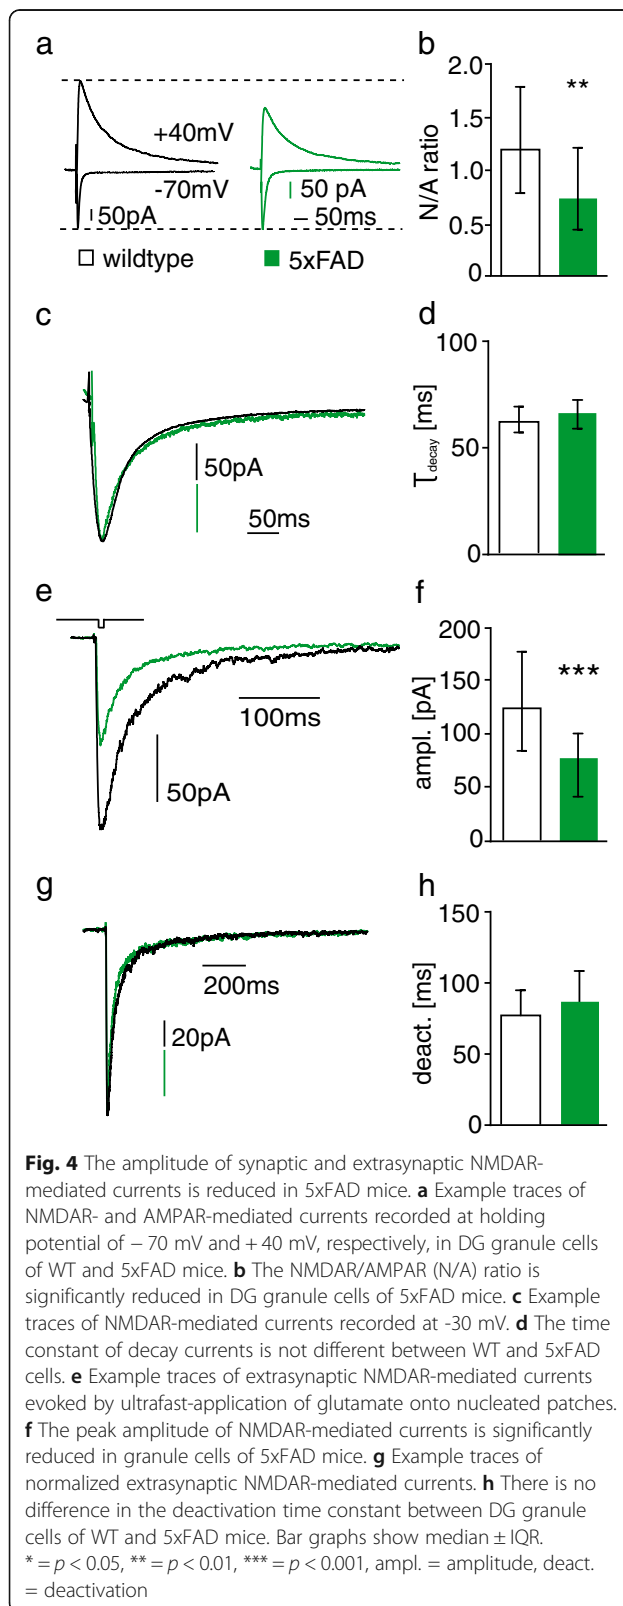 a
+40mV
-70mV
50pA
50 pA
50ms
wildtype
5xFAD
b
N/A ratio
2.0
1.5
1.0
0.5
0
**
c
50pA
50ms
d
τdecay [ms]
100
50
0
e
100ms
50pA
f
ampl. [pA]
200
150
100
50
0
***
g
200ms
20pA
h
deact. [ms]
150
100
50
0
Fig. 4 The amplitude of synaptic and extrasynaptic NMDAR-
mediated currents is reduced in 5xFAD mice. a Example traces of
NMDAR- and AMPAR-mediated currents recorded at holding
potential of − 70 mV and + 40 mV, respectively, in DG granule cells
of WT and 5xFAD mice. b The NMDAR/AMPAR (N/A) ratio is
significantly reduced in DG granule cells of 5xFAD mice. c Example
traces of NMDAR-mediated currents recorded at -30 mV. d The time
constant of decay currents is not different between WT and 5xFAD
cells. e Example traces of extrasynaptic NMDAR-mediated currents
evoked by ultrafast-application of glutamate onto nucleated patches.
f The peak amplitude of NMDAR-mediated currents is significantly
reduced in granule cells of 5xFAD mice. g Example traces of
normalized extrasynaptic NMDAR-mediated currents. h There is no
difference in the deactivation time constant between DG granule
cells of WT and 5xFAD mice. Bar graphs show median ± IQR.
* = p < 0.05, ** = p < 0.01, *** = p < 0.001, ampl. = amplitude, deact.
= deactivation